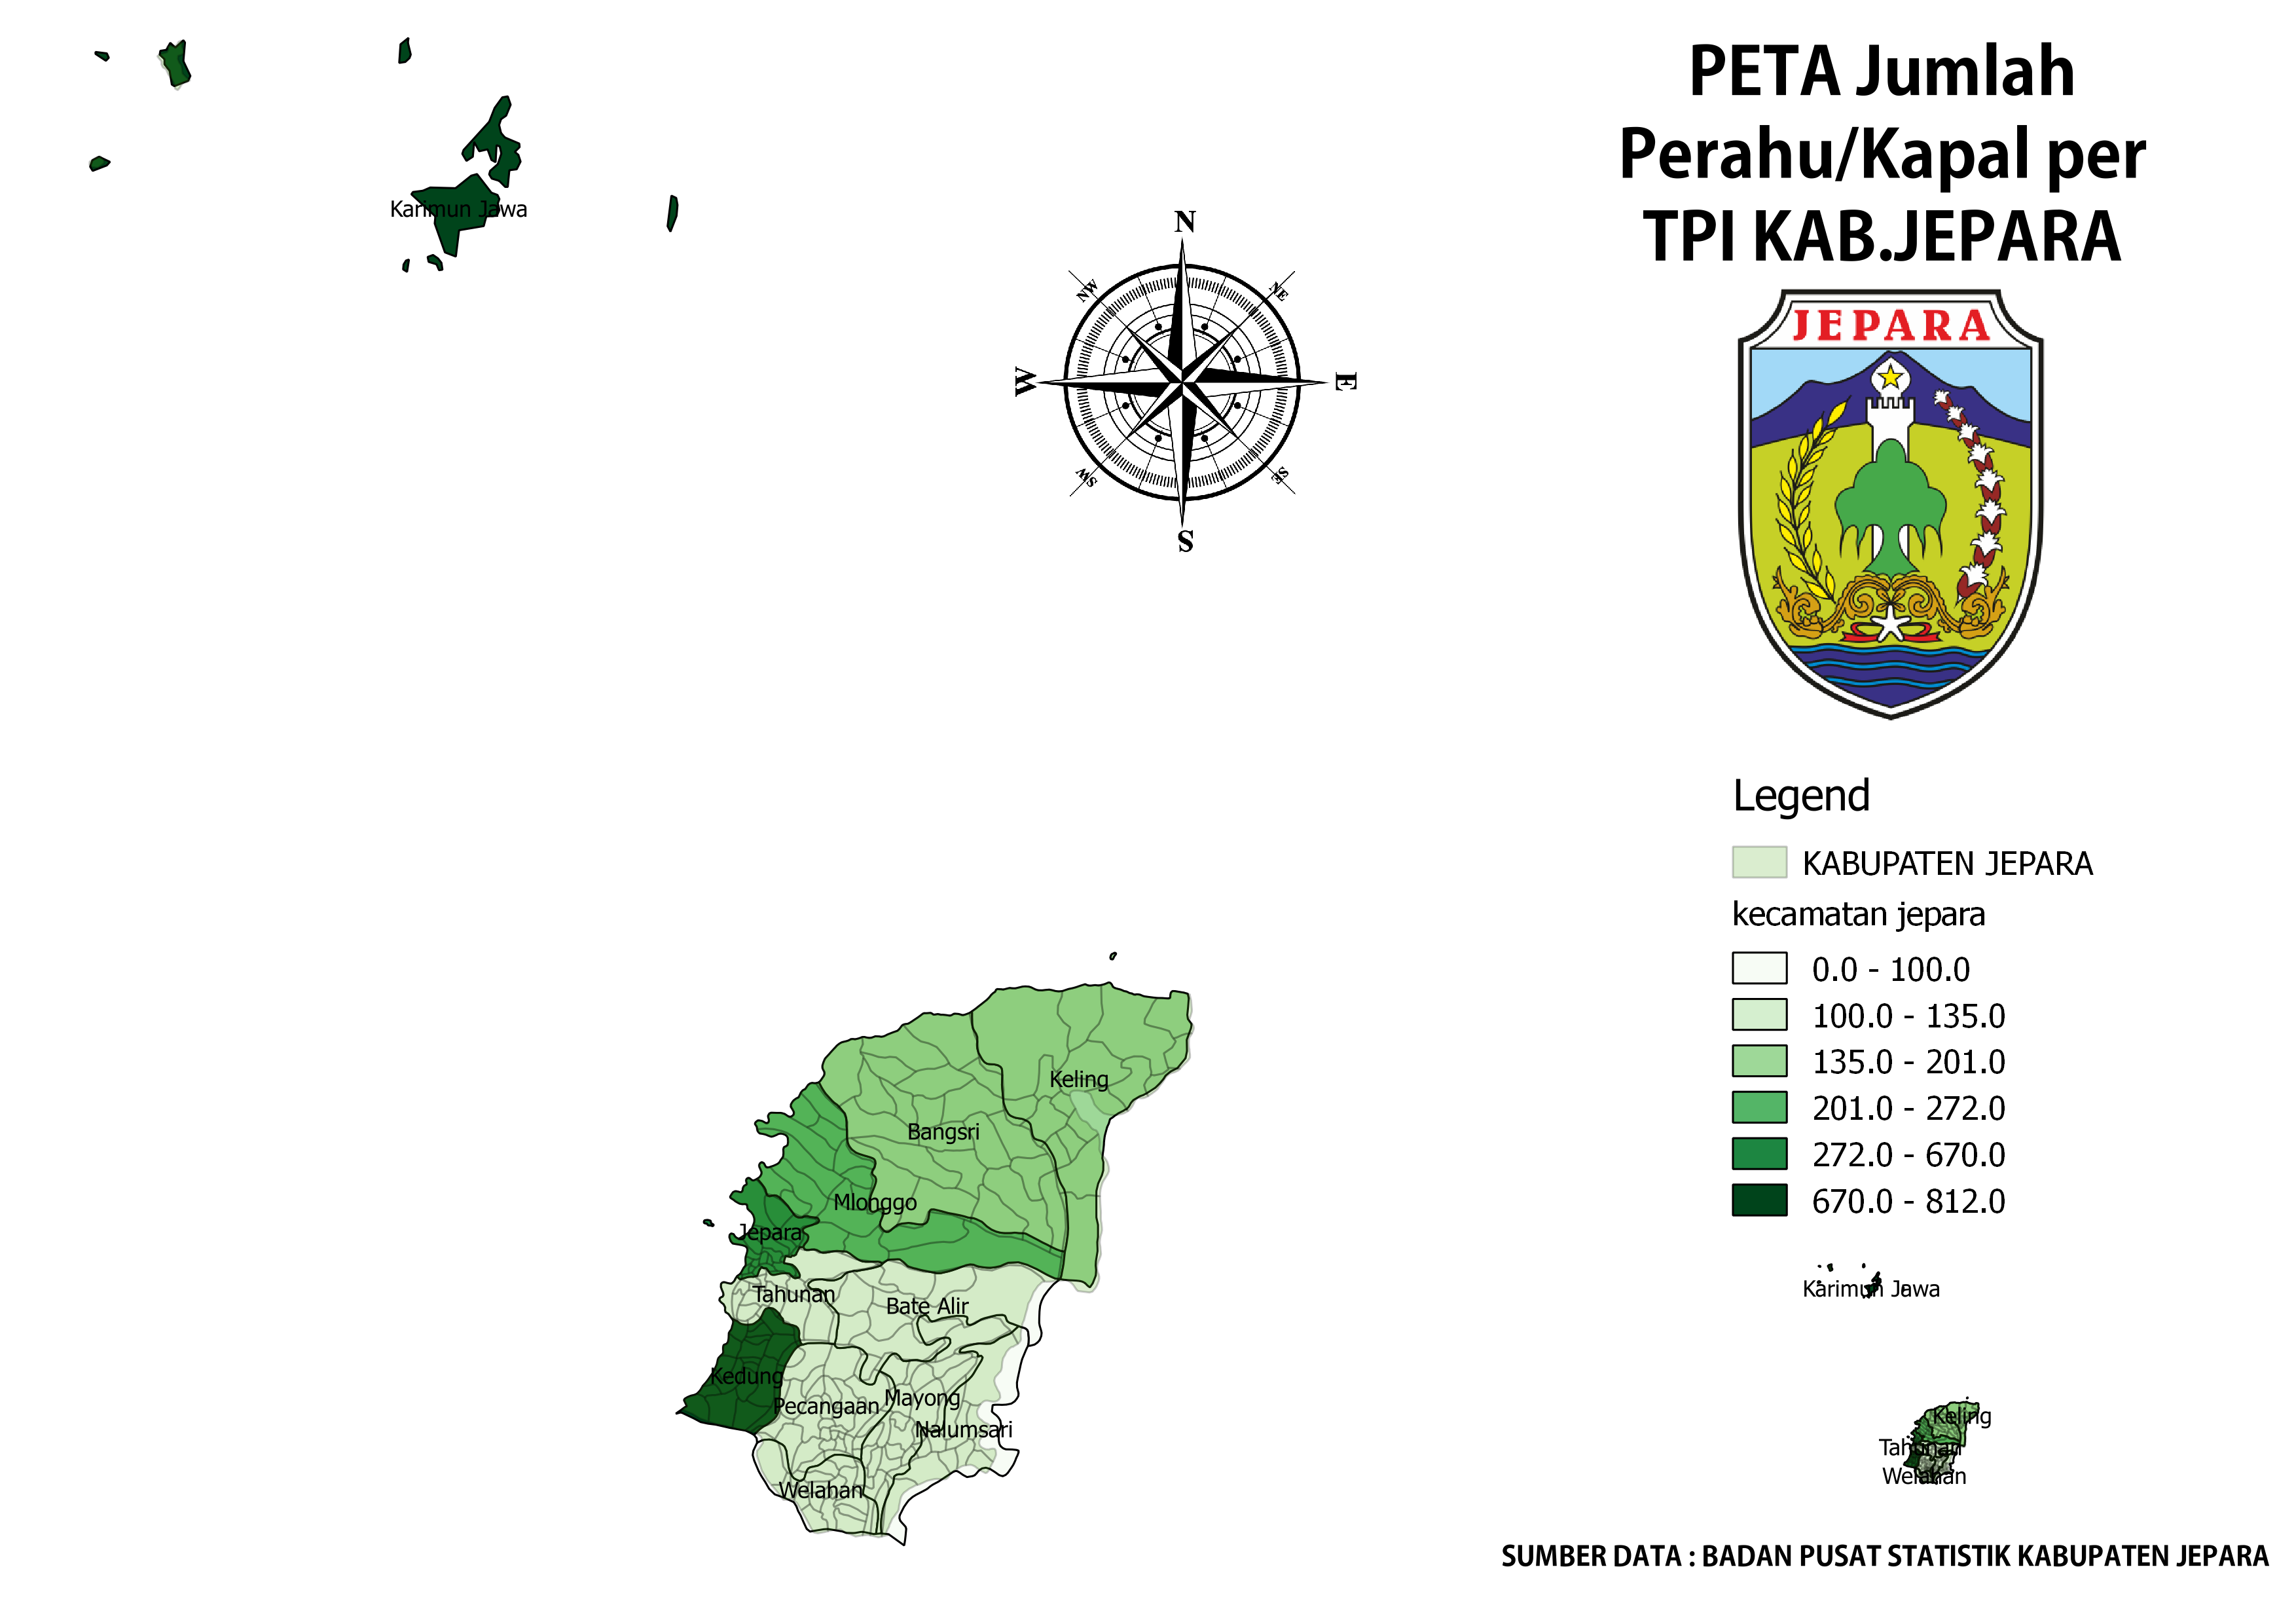 PETA Jumlah
Perahu/Kapal per
TPI KAB.JEPARA
Karimun Jawa
N
NW
NE
W
E
SW
SE
S
JEPARA
Legend
KABUPATEN JEPARA
kecamatan jepara
0.0 - 100.0
100.0 - 135.0
135.0 - 201.0
201.0 - 272.0
272.0 - 670.0
670.0 - 812.0
Keling
Bangsri
Mlonggo
Jepara
Tahunan
Bate Alir
Kedung
Mayong
Pecangaan
Nalumsari
Welahan
Karimun Jawa
Keling
Tahunan
Welahan
SUMBER DATA : BADAN PUSAT STATISTIK KABUPATEN JEPARA